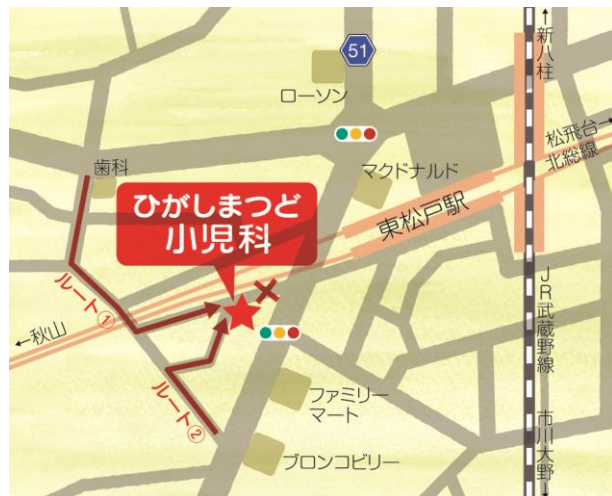 51
ローソン
↑
新八柱
松飛台→
北総線
歯科
マクドナルド
ひがしまつど
小児科
東松戸駅
ルート①
←秋山
JR武蔵野線
ルート②
ファミリー
マート
ブロンコビリー
市川大野
↓